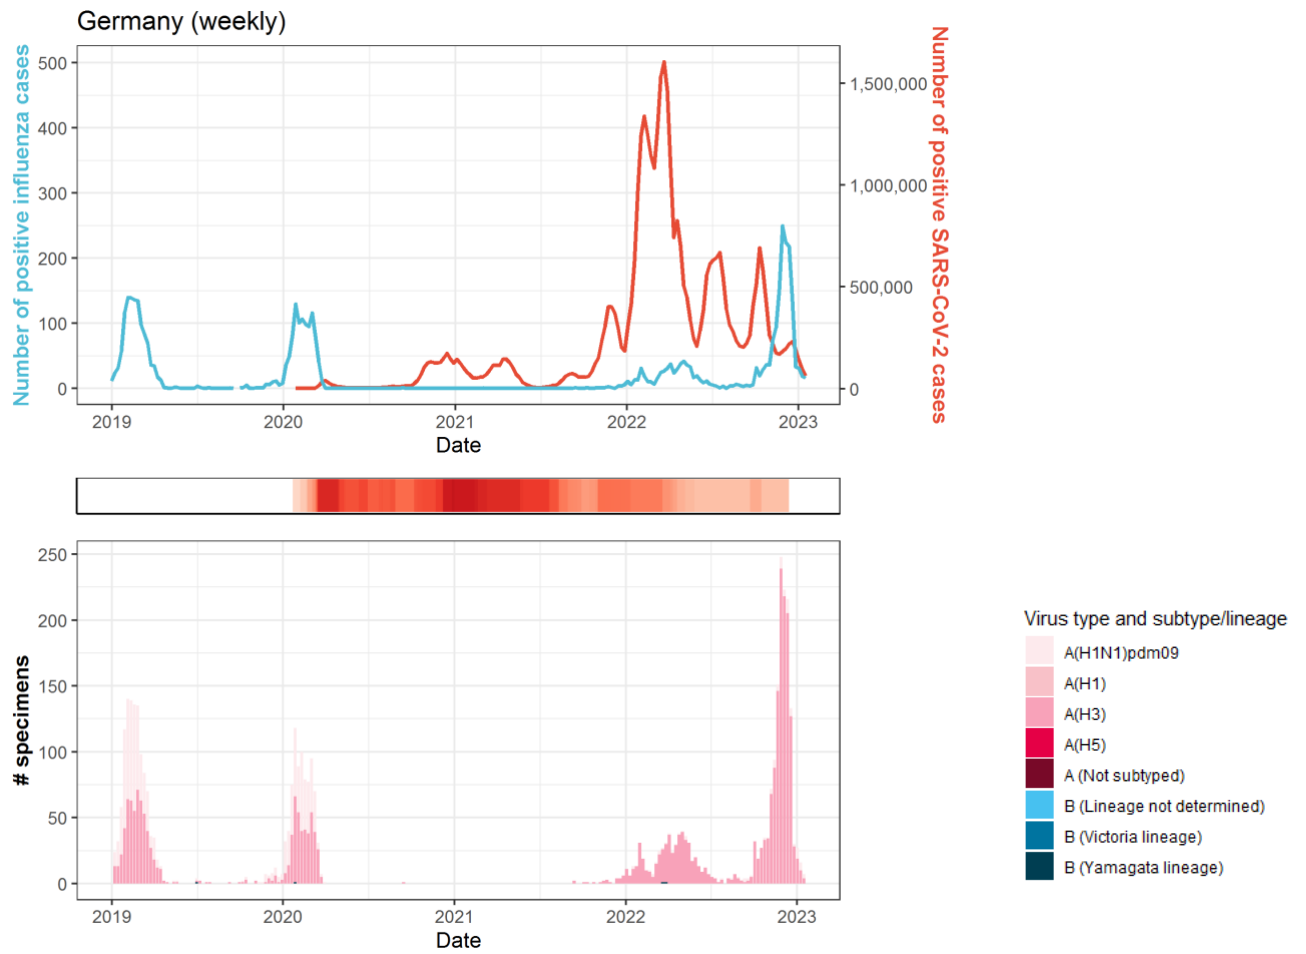 Germany (weekly)
Number of positive influenza cases
500
400
300
200
100
0
1,500,000
1,000,000
500,000
0
Number of positive SARS-CoV-2 cases
2019 2020 2021 2022 2023
Date
# specimens
250
200
150
100
50
0
2019 2020 2021 2022 2023
Date
Virus type and subtype/lineage
A(H1N1)pdm09
A(H1)
A(H3)
A(H5)
A (Not subtyped)
B (Lineage not determined)
B (Victoria lineage)
B (Yamagata lineage)